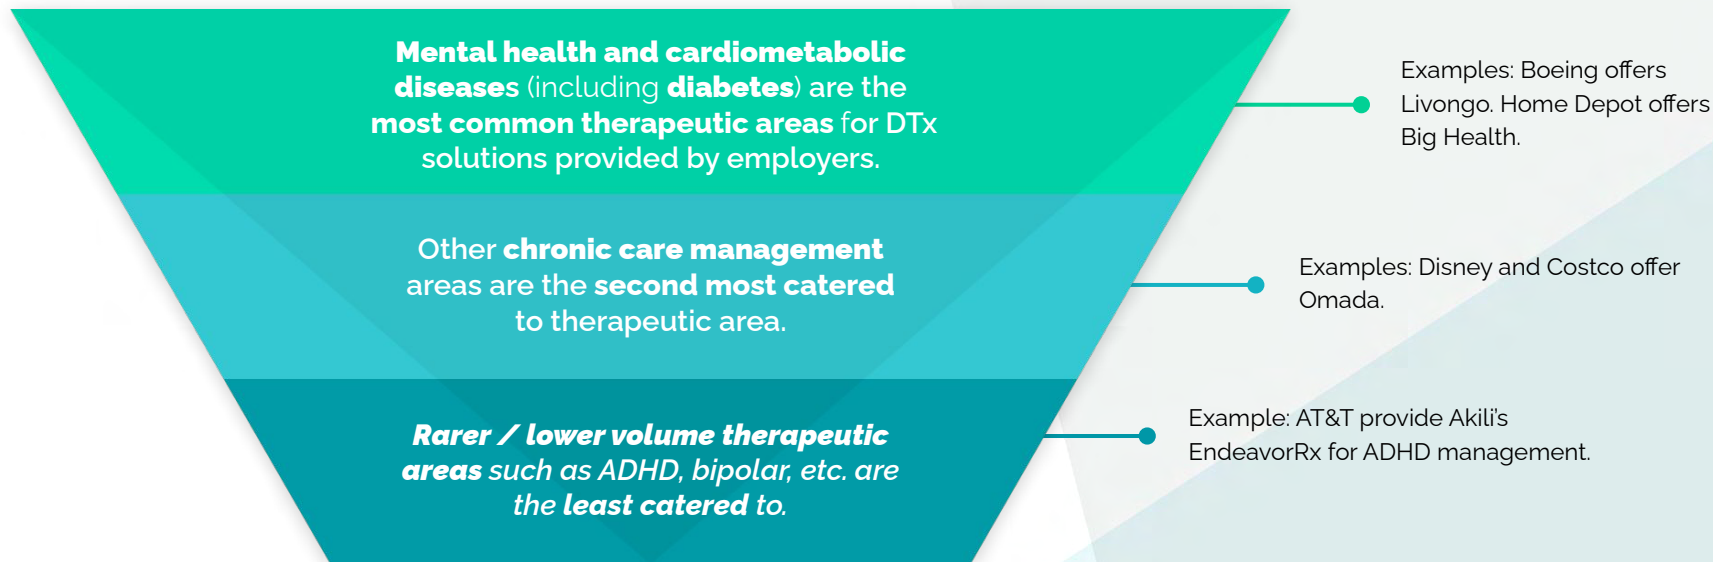 Mental health and cardiometabolic
diseases (including diabetes) are the
most common therapeutic areas for DTx
solutions provided by employers.
Examples: Boeing offers
Livongo. Home Depot offers
Big Health.
Other chronic care management
areas are the second most catered
to therapeutic area.
Examples: Disney and Costco offer
Omada.
Rarer / lower volume therapeutic
areas such as ADHD, bipolar, etc. are
the least catered to.
Example: AT&T provide Akili's
EndeavorRx for ADHD management.